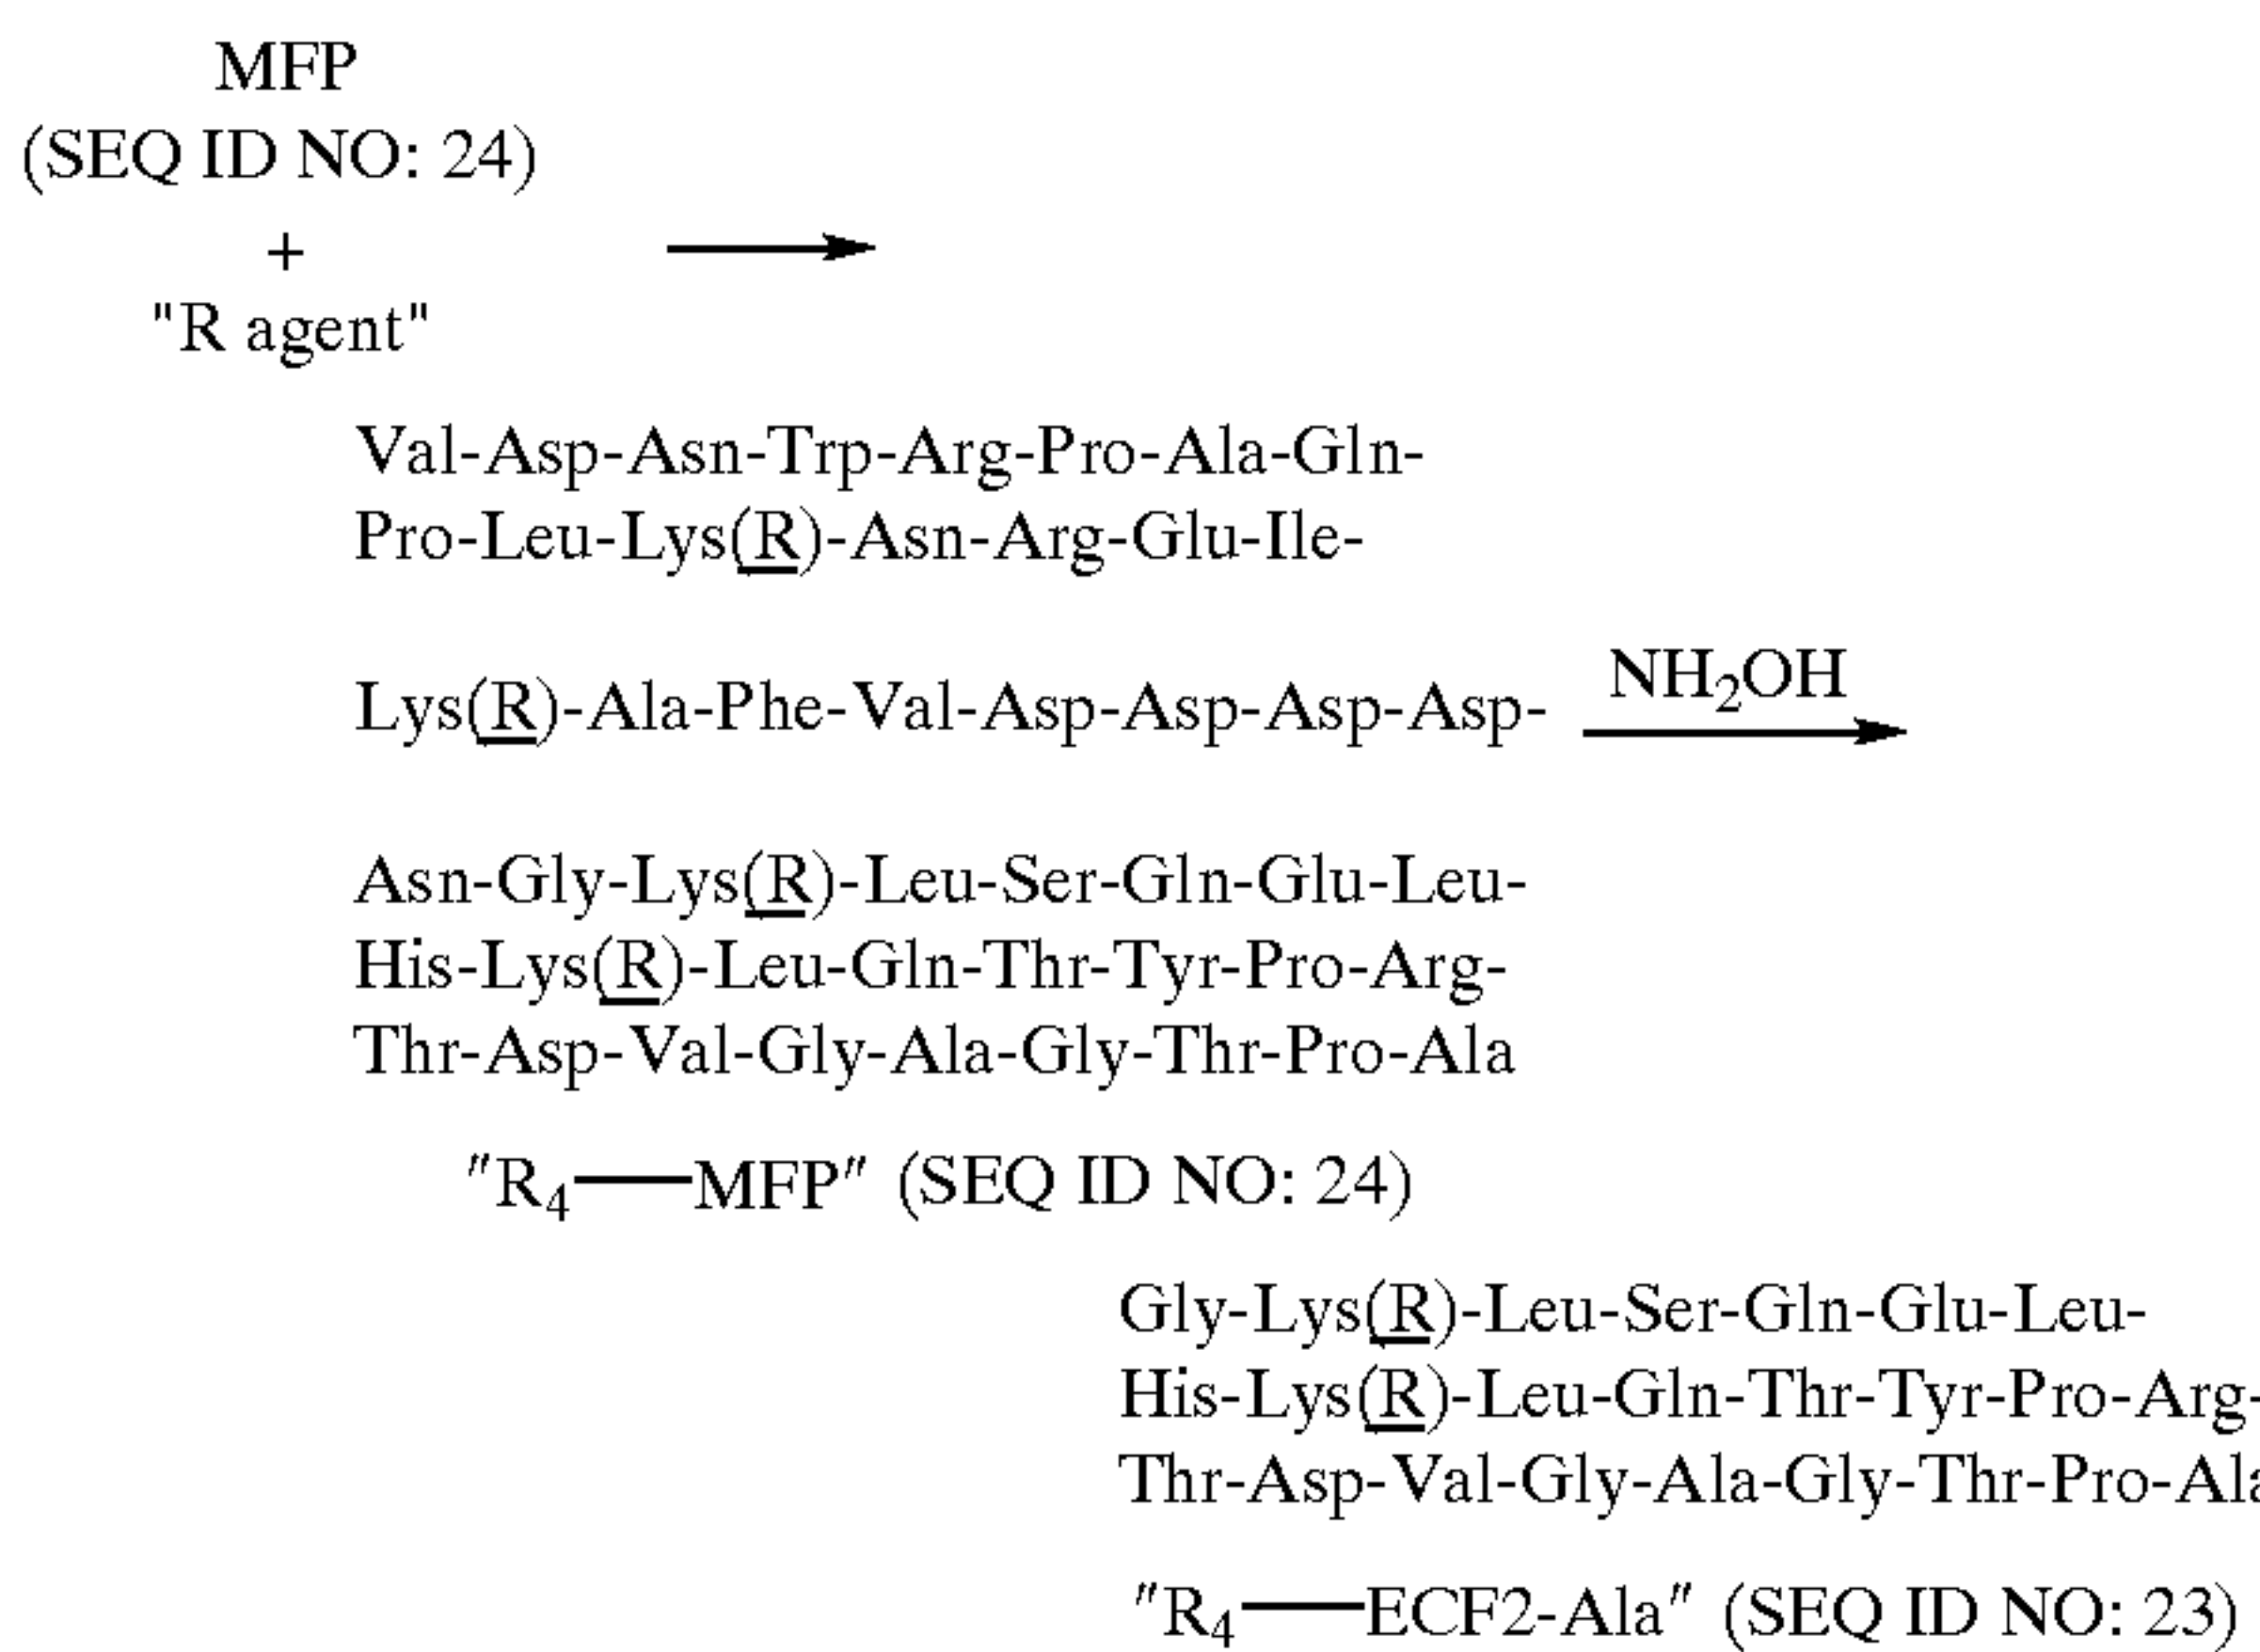 MFP
(SEQ ID NO: 24)
+
"R agent"
Val-Asp-Asn-Trp-Arg-Pro-Ala-Gln-
Pro-Leu-Lys(R)-Asn-Arg-Glu-Ile-
Lys(R)-Ala-Phe-Val-Asp-Asp-Asp-Asp-
NH2OH
Asn-Gly-Lys(R)-Leu-Ser-Gln-Glu-Leu-
His-Lys(R)-Leu-Gln-Thr-Tyr-Pro-Arg-
Thr-Asp-Val-Gly-Ala-Gly-Thr-Pro-Ala
"R4—MFP" (SEQ ID NO: 24)
Gly-Lys(R)-Leu-Ser-Gln-Glu-Leu-
His-Lys(R)-Leu-Gln-Thr-Tyr-Pro-Arg-
Thr-Asp-Val-Gly-Ala-Gly-Thr-Pro-Ala
"R4—ECF2-Ala" (SEQ ID NO: 23)